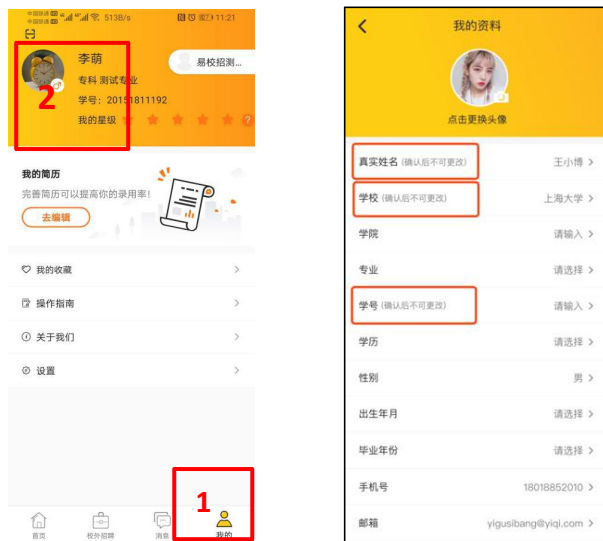 中国联通 HD 4G 4G 513B/s 11:21
李萌
易校招测...
专科 测试专业
学号：20151811192
我的星级
?
2
我的简历
完善简历可以提高你的录用率!
去编辑
我的收藏
操作指南
关于我们
设置
1
首页
校外招聘
消息
我的
我的资料
点击更换头像
真实姓名 (确认后不可更改) 王小博
学校 (确认后不可更改) 上海大学
学院 请输入
专业 请选择
学号 (确认后不可更改) 请输入
学历 请选择
性别 男
出生年月 请选择
毕业年份 请选择
手机号 18018852010
邮箱 yigusibang@yiqi.com